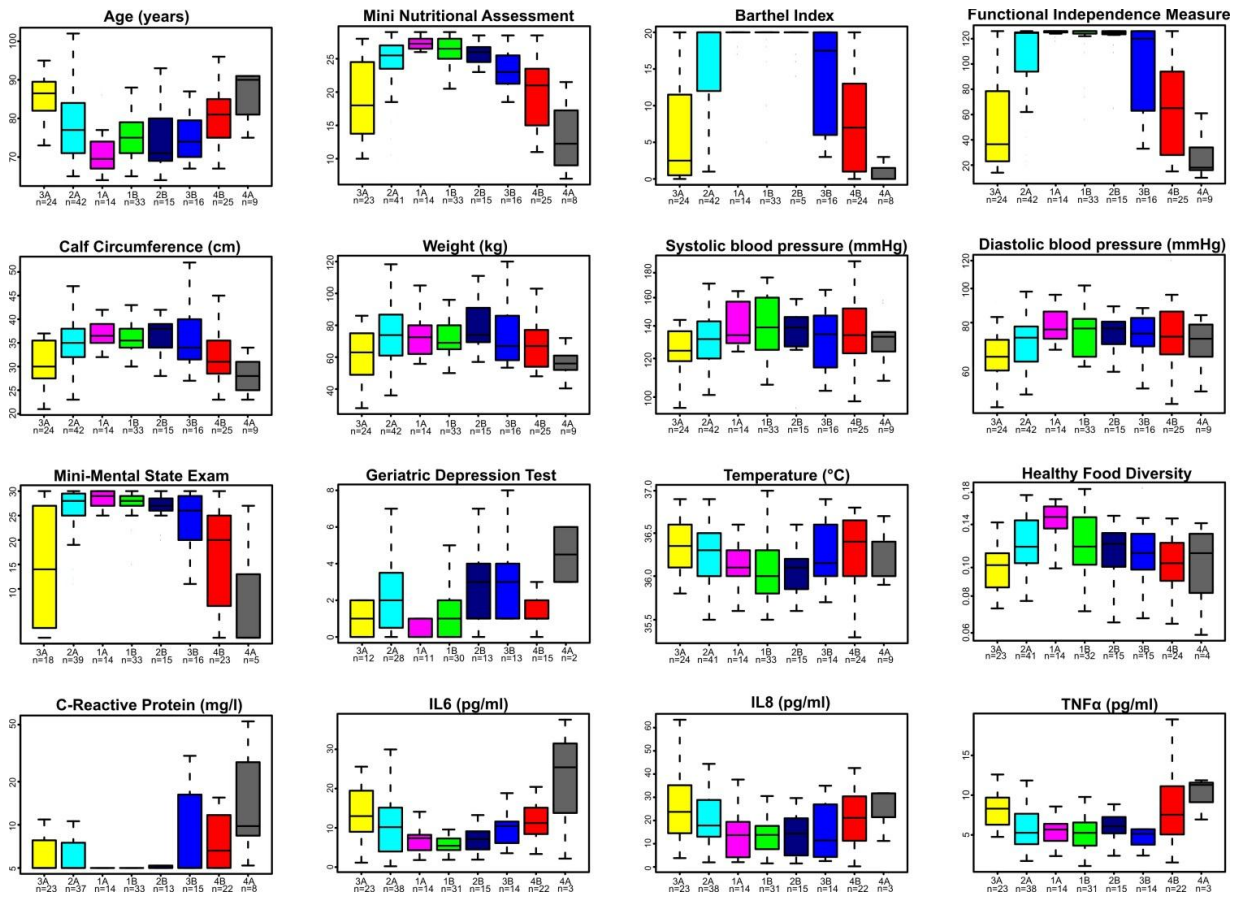 Age (years)
100
90
80
70
3A 2A 1A 1B 2B 3B 4B 4A
n=24 n=42 n=14 n=33 n=15 n=16 n=25 n=9
Mini Nutritional Assessment
25
20
15
10
3A 2A 1A 1B 2B 3B 4B 4A
n=23 n=41 n=14 n=33 n=15 n=16 n=25 n=8
Barthel Index
20
15
10
5
0
3A 2A 1A 1B 2B 3B 4B 4A
n=24 n=42 n=14 n=33 n=5 n=16 n=24 n=8
Functional Independence Measure
120
100
80
60
40
20
3A 2A 1A 1B 2B 3B 4B 4A
n=24 n=42 n=14 n=33 n=15 n=16 n=25 n=9
Calf Circumference (cm)
50
45
40
35
30
25
20
3A 2A 1A 1B 2B 3B 4B 4A
n=24 n=42 n=14 n=33 n=15 n=16 n=25 n=9
Weight (kg)
120
100
80
60
40
3A 2A 1A 1B 2B 3B 4B 4A
n=24 n=42 n=14 n=33 n=15 n=16 n=25 n=9
Systolic blood pressure (mmHg)
180
160
140
120
100
3A 2A 1A 1B 2B 3B 4B 4A
n=24 n=42 n=14 n=33 n=15 n=16 n=25 n=9
Diastolic blood pressure (mmHg)
120
100
80
60
3A 2A 1A 1B 2B 3B 4B 4A
n=24 n=42 n=14 n=33 n=15 n=16 n=25 n=9
Mini-Mental State Exam
30
25
20
15
10
3A 2A 1A 1B 2B 3B 4B 4A
n=18 n=39 n=14 n=33 n=15 n=16 n=23 n=5
Geriatric Depression Test
8
6
4
2
0
3A 2A 1A 1B 2B 3B 4B 4A
n=12 n=28 n=11 n=30 n=13 n=13 n=15 n=2
Temperature (°C)
37.0
36.5
36.0
35.5
3A 2A 1A 1B 2B 3B 4B 4A
n=24 n=41 n=14 n=33 n=15 n=16 n=24 n=9
Healthy Food Diversity
0.18
0.14
0.10
0.08
0.06
3A 2A 1A 1B 2B 3B 4B 4A
n=23 n=41 n=14 n=32 n=15 n=15 n=24 n=4
C-Reactive Protein (mg/l)
50
20
10
5
3A 2A 1A 1B 2B 3B 4B 4A
n=23 n=37 n=14 n=33 n=13 n=15 n=22 n=8
IL6 (pg/ml)
30
20
10
0
3A 2A 1A 1B 2B 3B 4B 4A
n=23 n=38 n=14 n=31 n=15 n=14 n=22 n=3
IL8 (pg/ml)
60
50
40
30
20
10
0
3A 2A 1A 1B 2B 3B 4B 4A
n=23 n=38 n=14 n=31 n=15 n=14 n=22 n=3
TNFα (pg/ml)
15
10
5
3A 2A 1A 1B 2B 3B 4B 4A
n=23 n=38 n=14 n=31 n=15 n=14 n=22 n=3